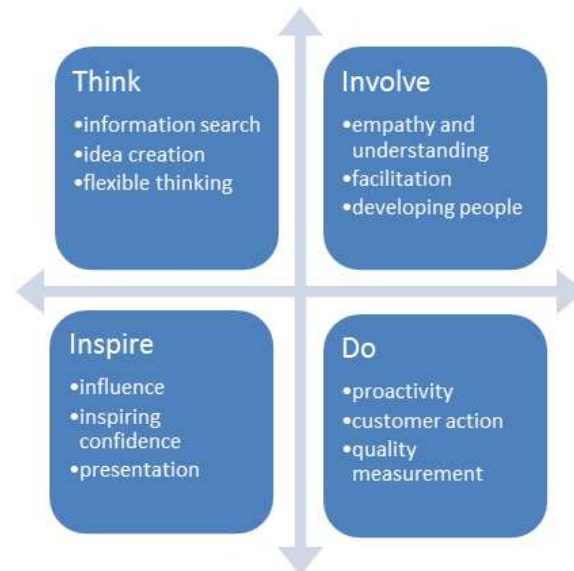 Think
•information search
•idea creation
•flexible thinking
Involve
•empathy and
understanding
•facilitation
•developing people
Inspire
•influence
•inspiring
confidence
•presentation
Do
•proactivity
•customer action
•quality
measurement